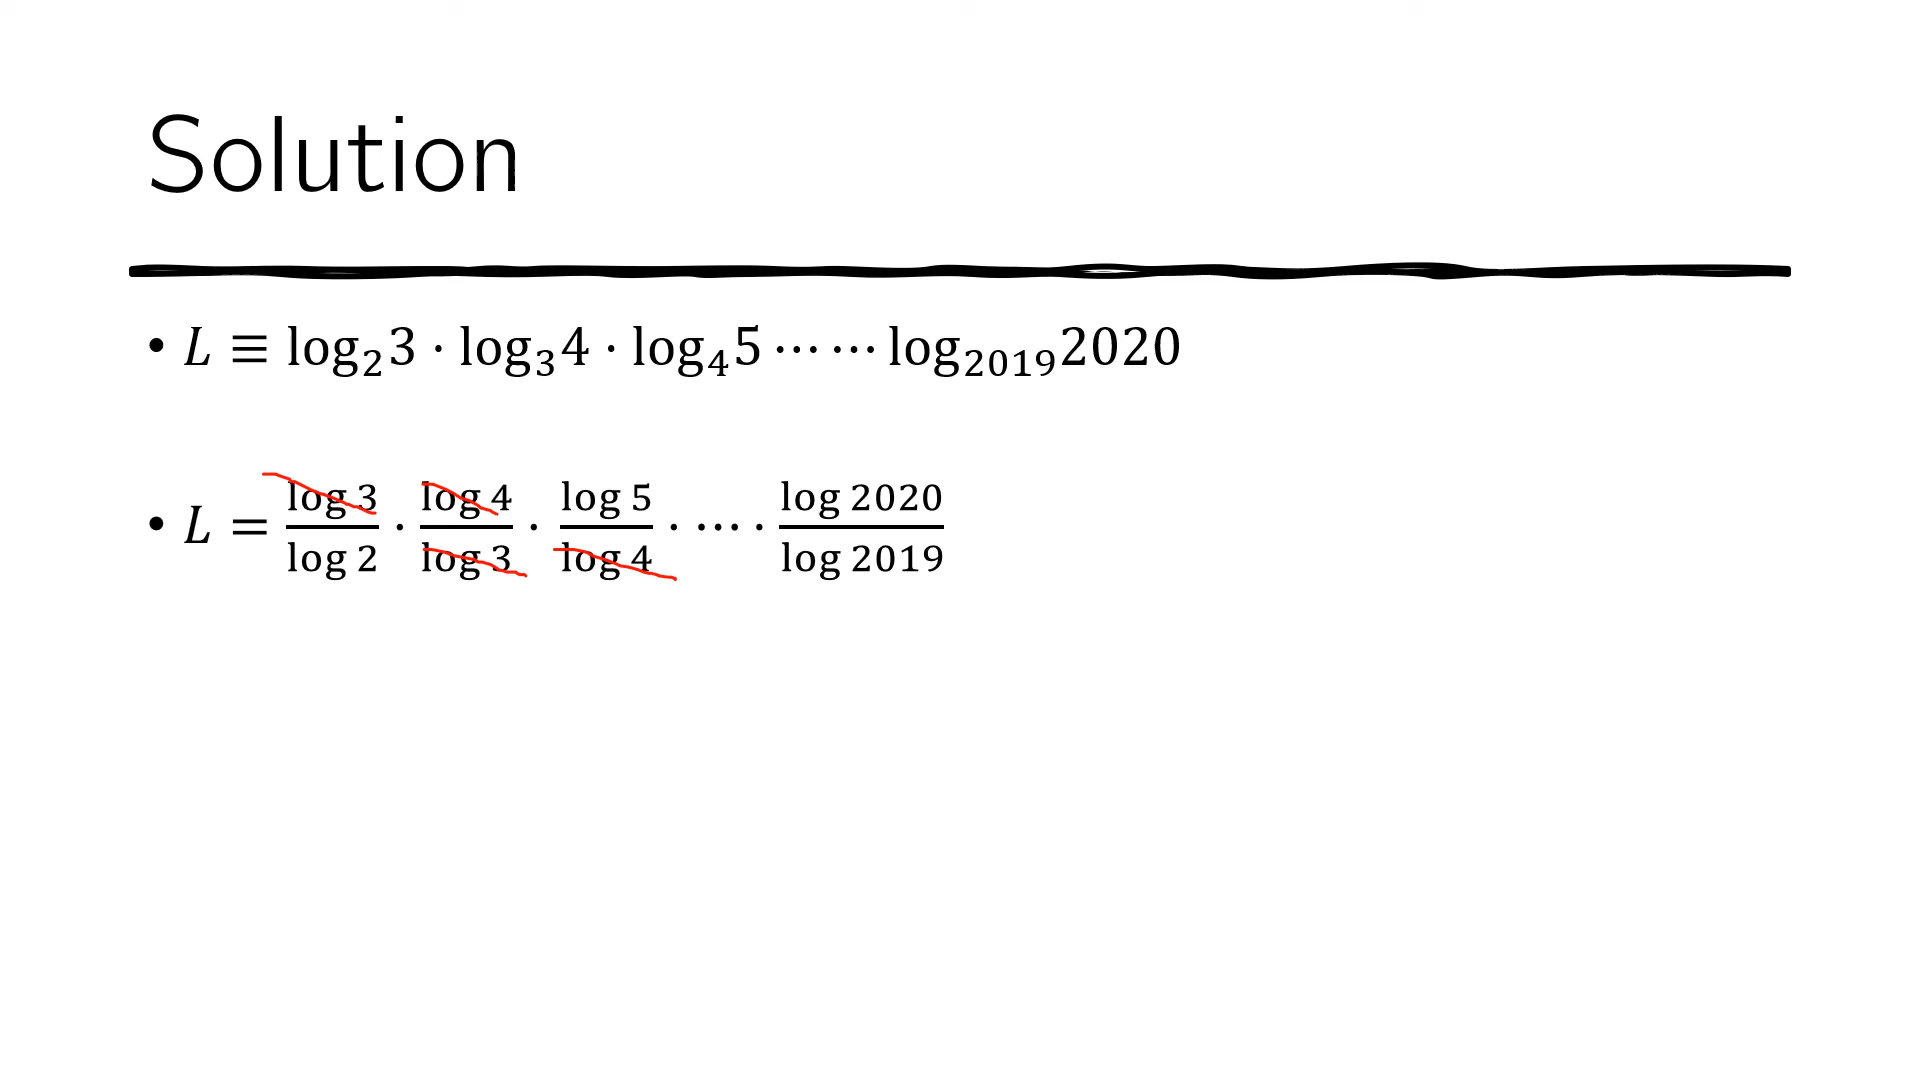 Solution
• L ≡ log₂3 · log₃4 · log₄5 ⋯⋯ log₂₀₁₉2020
• L = log 3/log 2 · log 4/log 3 · log 5/log 4 · ⋯ · log 2020/log 2019